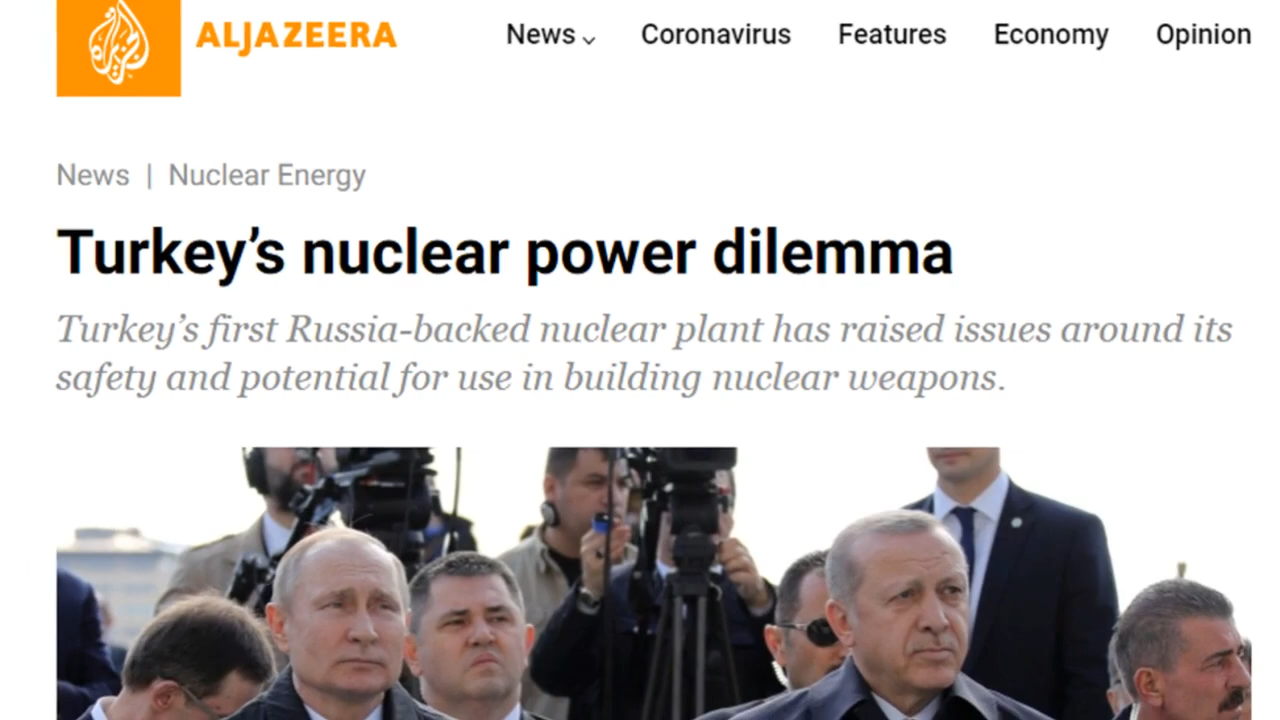 ALJAZEERA
News Coronavirus Features Economy Opinion
News | Nuclear Energy
Turkey’s nuclear power dilemma
Turkey’s first Russia-backed nuclear plant has raised issues around its
safety and potential for use in building nuclear weapons.